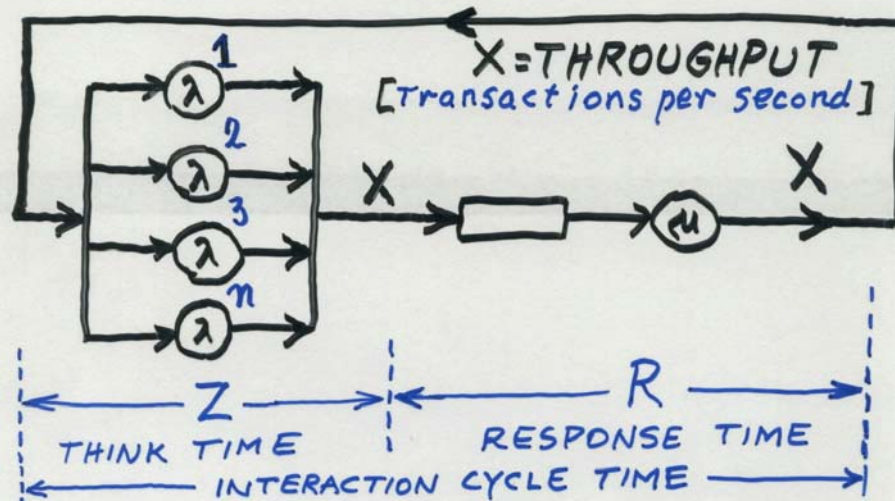 X=THROUGHPUT
[Transactions per second]
1
λ
2
λ
3
λ
n
λ
X
μ
X
Z
R
THINK TIME
RESPONSE TIME
INTERACTION CYCLE TIME